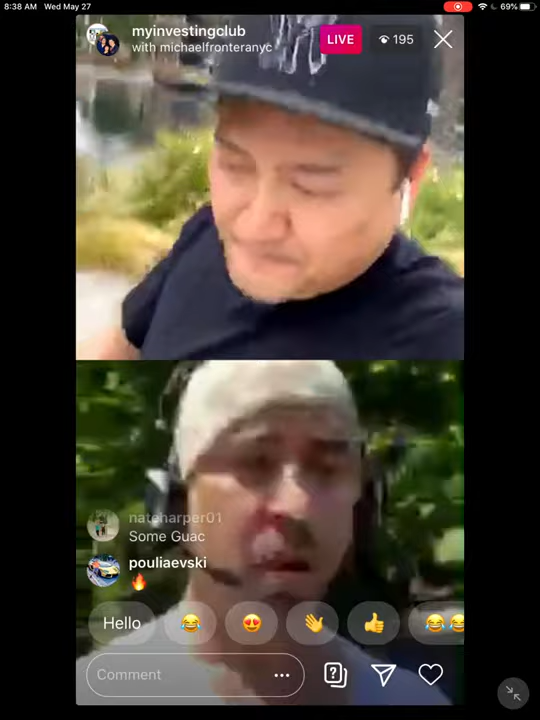 8:38 AM Wed May 27
69%
myinvestingclub
with michaelfronteranyc
LIVE
195
nateharper01
Some Guac
pouliaevski
Hello
Comment